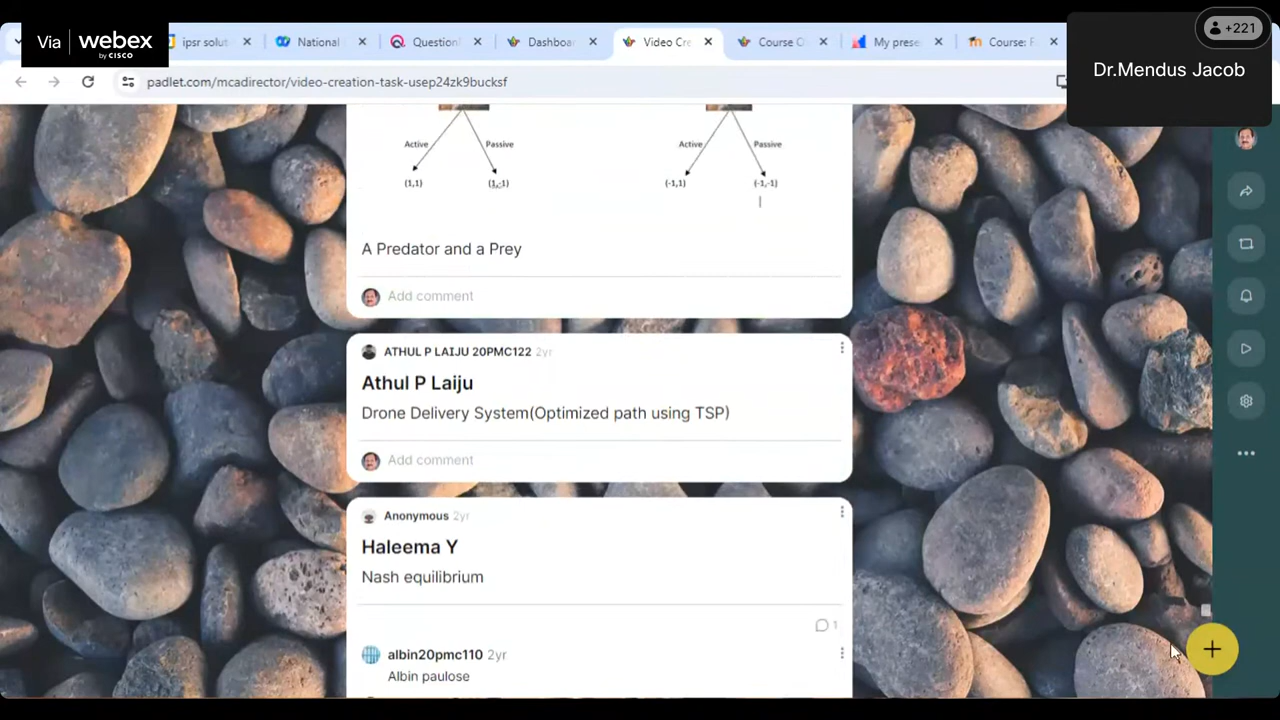 Via webex
by CISCO
ipsr solut
National
Question
Dashboar
Video Cre
Course
My prese
Course: F
+221
Dr.Mendus Jacob
padlet.com/mcadirector/video-creation-task-usep24zk9bucksf
Active Passive Active Passive
(1,1) (1,-1) (-1,1) (-1,-1)
A Predator and a Prey
Add comment
ATHUL P LAIJU 20PMC122 2yr
Athul P Laiju
Drone Delivery System(Optimized path using TSP)
Add comment
Anonymous 2yr
Haleema Y
Nash equilibrium
1
albin20pmc110 2yr
Albin paulose